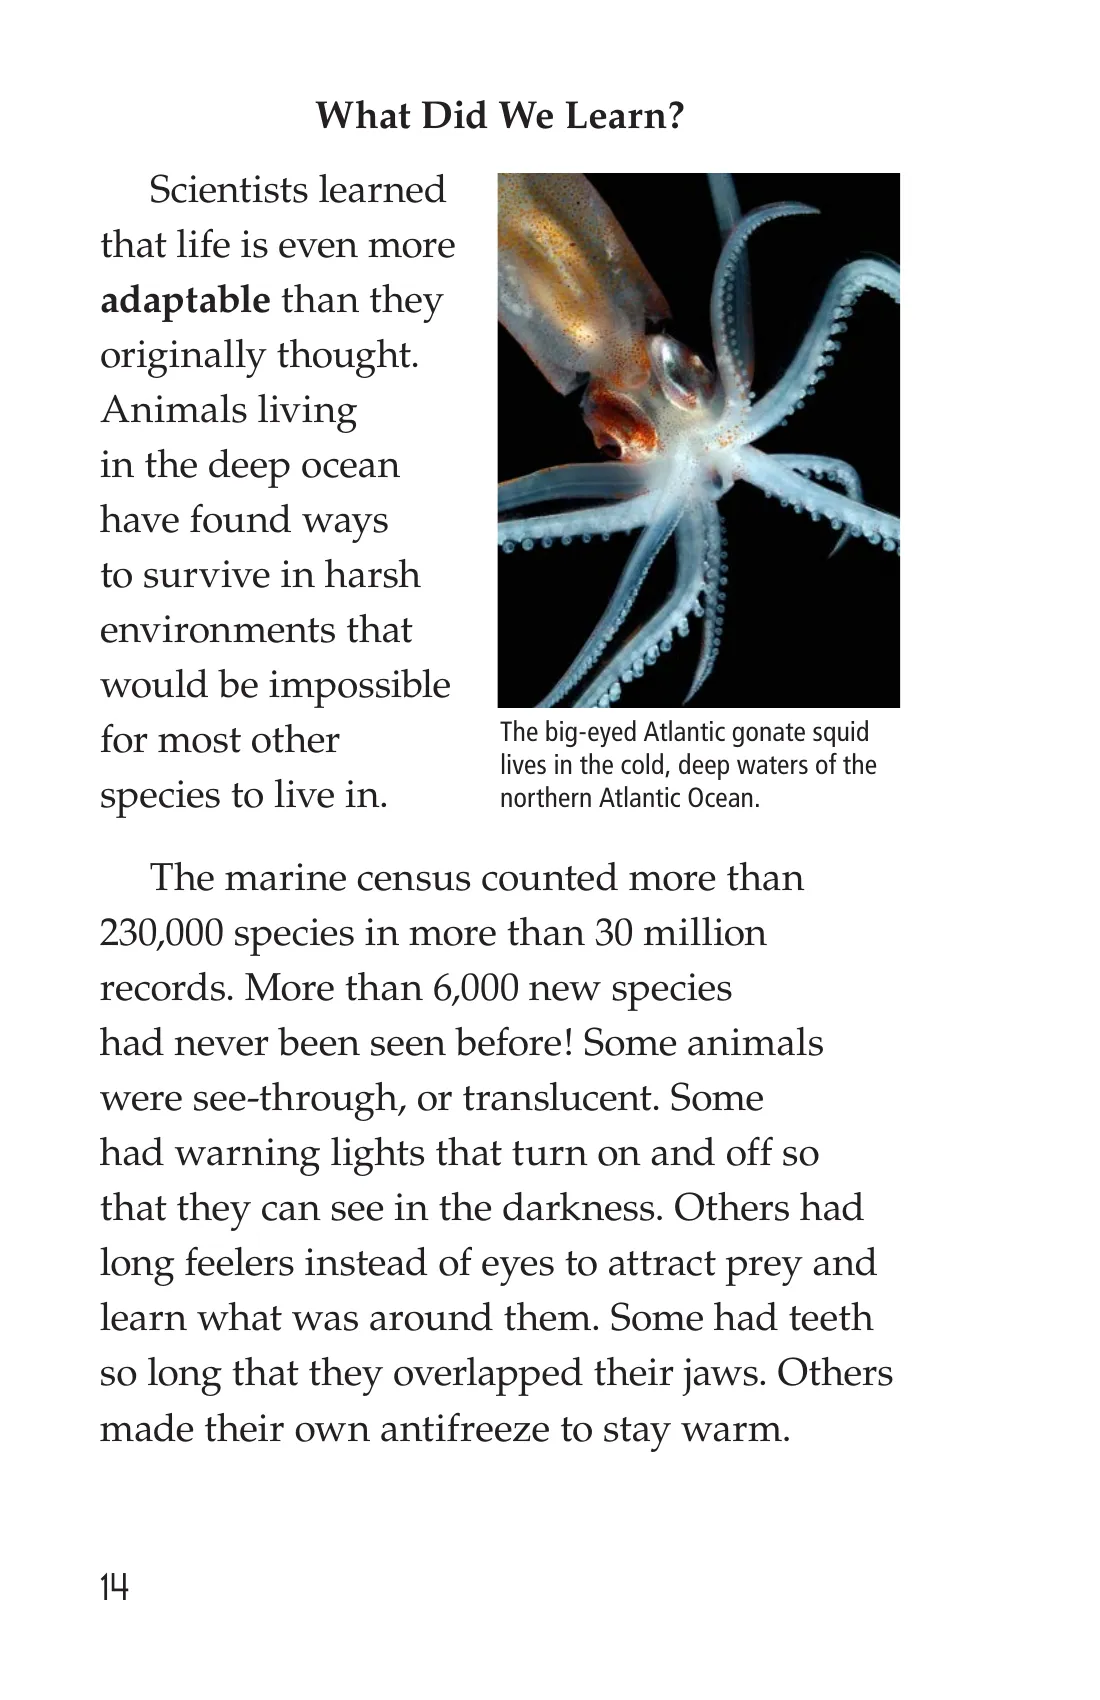 What Did We Learn?
Scientists learned
that life is even more
adaptable than they
originally thought.
Animals living
in the deep ocean
have found ways
to survive in harsh
environments that
would be impossible
for most other
species to live in.
The big-eyed Atlantic gonate squid
lives in the cold, deep waters of the
northern Atlantic Ocean.
The marine census counted more than
230,000 species in more than 30 million
records. More than 6,000 new species
had never been seen before! Some animals
were see-through, or translucent. Some
had warning lights that turn on and off so
that they can see in the darkness. Others had
long feelers instead of eyes to attract prey and
learn what was around them. Some had teeth
so long that they overlapped their jaws. Others
made their own antifreeze to stay warm.
14